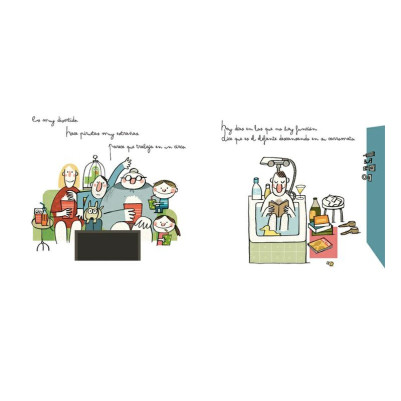 es muy divertido
hace piruetas muy extrañas
parece que trabaja en un circo
hay días en los que no hay función
dice que es el elefante descansando en su camerino